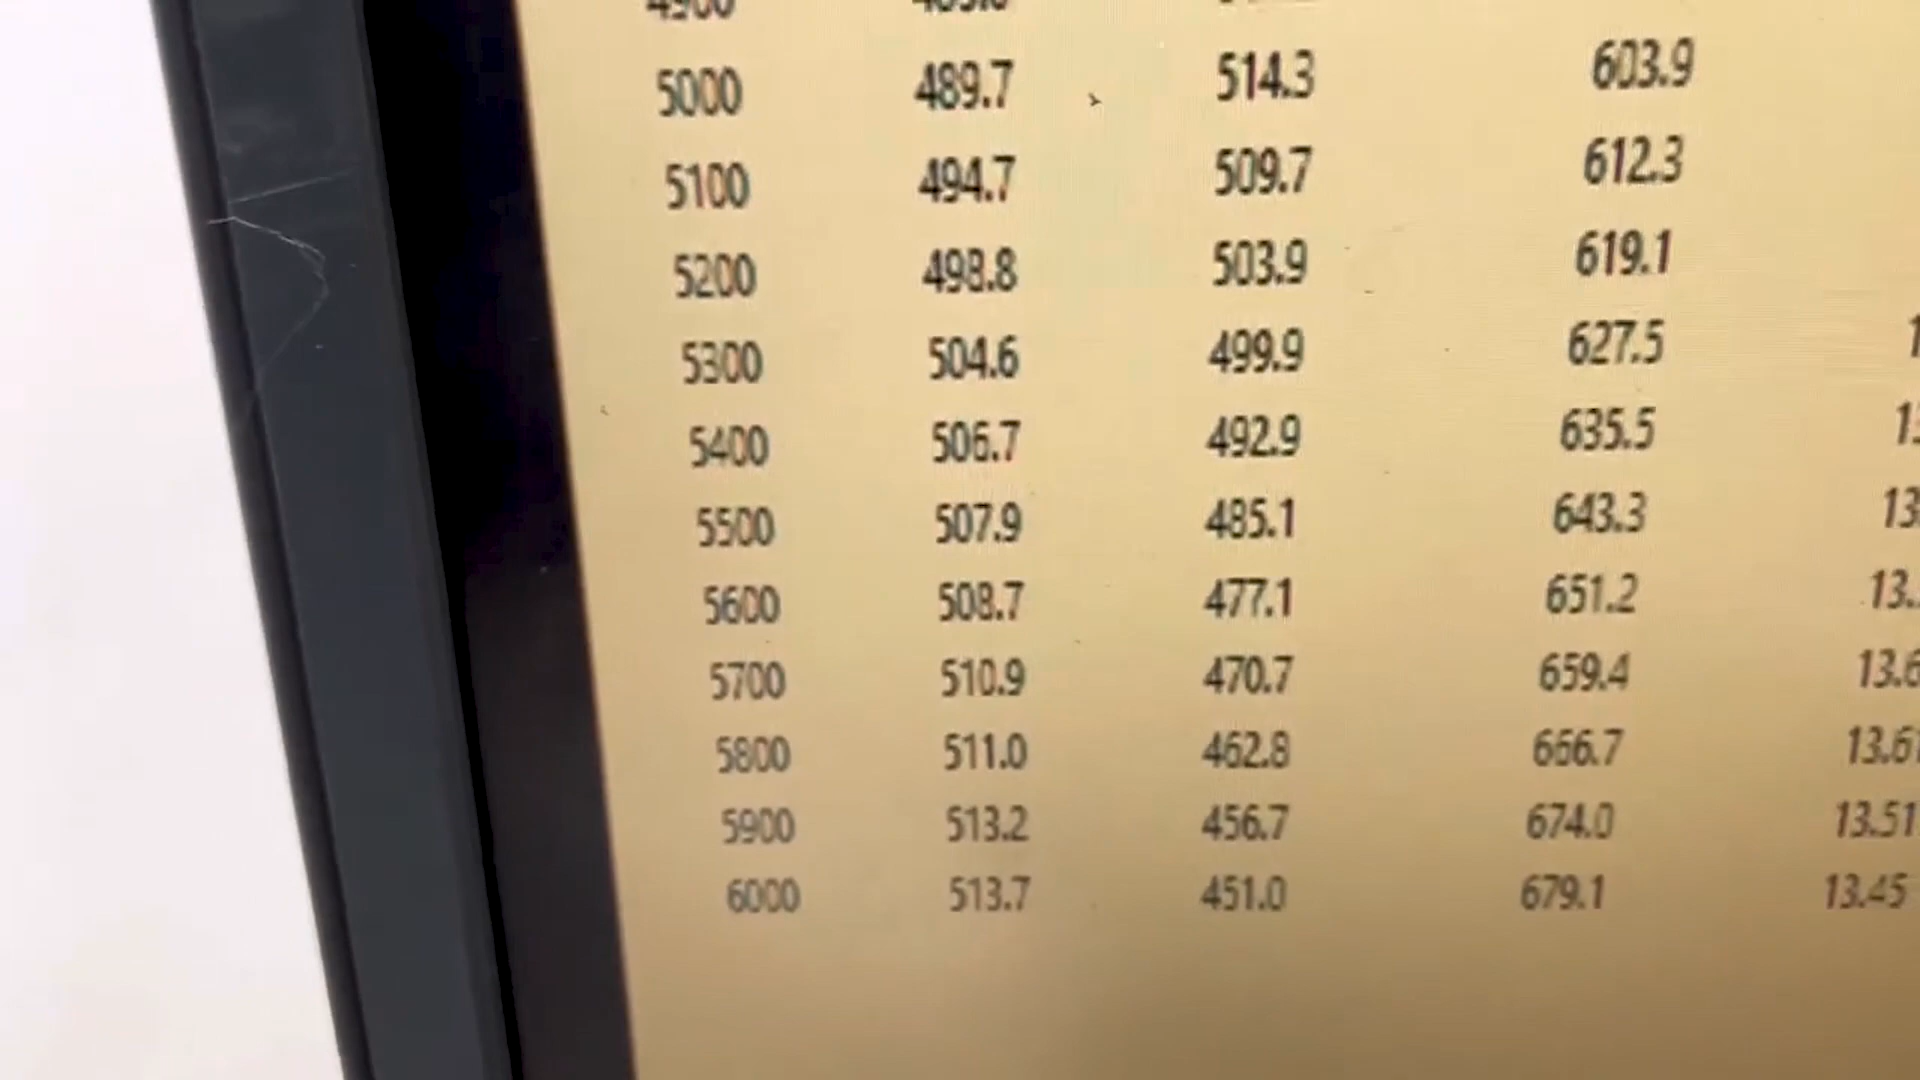 5000 489.7 514.3 603.9
5100 494.7 509.7 612.3
5200 498.8 503.9 619.1
5300 504.6 499.9 627.5
5400 506.7 492.9 635.5
5500 507.9 485.1 643.3
5600 508.7 477.1 651.2
5700 510.9 470.7 659.4
5800 511.0 462.8 666.7
5900 513.2 456.7 674.0 13.51
6000 513.7 451.0 679.1 13.45